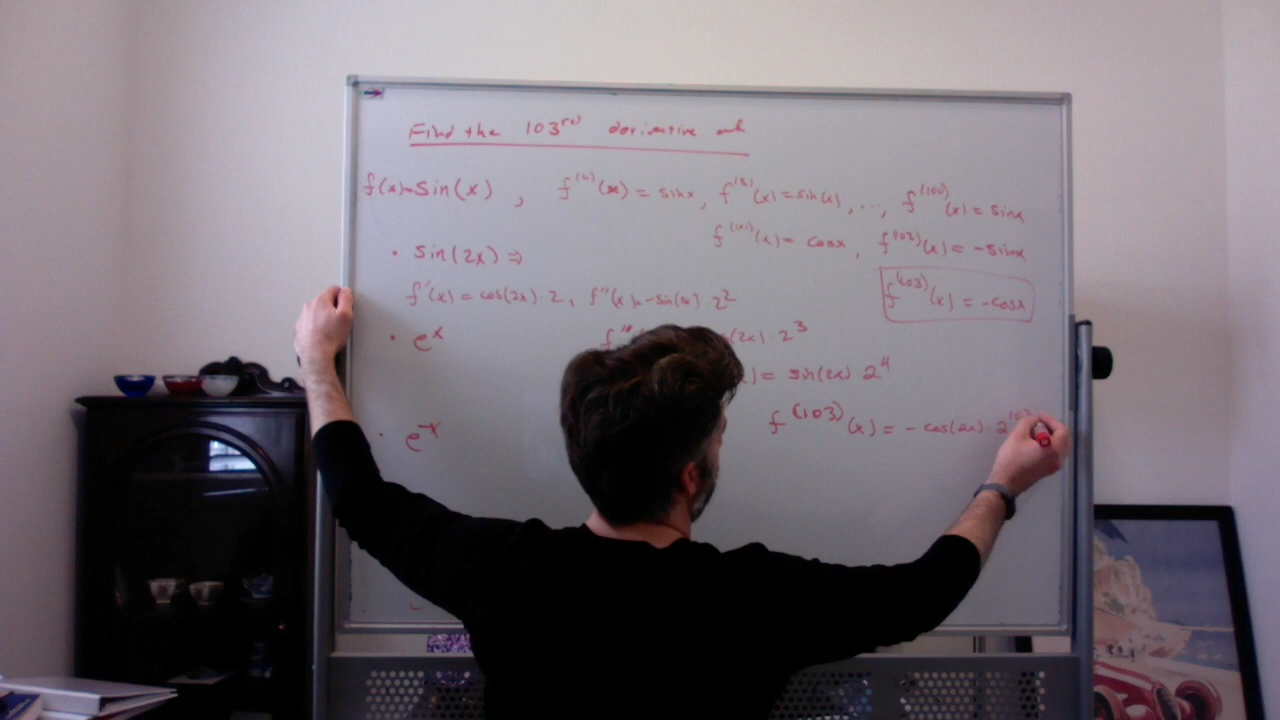 Find the 103rd derivative of
f(x)=sin(x) , f^(4)(x) = sinx, f^(8)(x) = sin(x), ..., f^(100)(x) = sinx
f^(101)(x) = cosx, f^(102)(x) = -sinx
• sin(2x) ⇒
f'(x) = cos(2x)·2, f''(x) = -sin(2x)·2^2
f^(103)(x) = -cosx
• e^x
(2x)·2^3
) = sin(2x)·2^4
f^(103)(x) = -cos(2x)·2^103
• e^-x